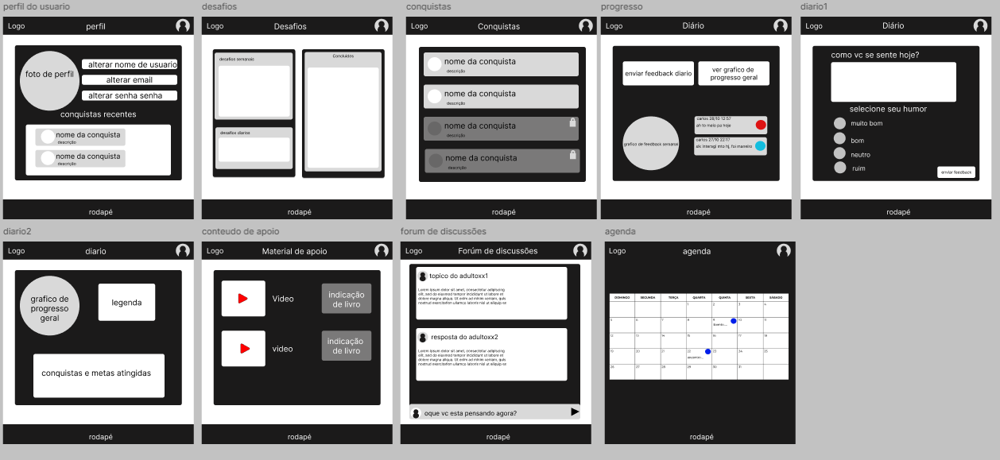 perfil do usuario
Logo
perfil
foto de perfil
alterar nome de usuario
alterar email
alterar senha senha
conquistas recentes
nome da conquista
descrição
nome da conquista
descrição
rodapé
desafios
Logo
Desafios
desafios semanais
Concluidos
desafios diarios
rodapé
conquistas
Logo
Conquistas
nome da conquista
descrição
nome da conquista
descrição
nome da conquista
descrição
nome da conquista
descrição
rodapé
progresso
Logo
Diário
enviar feedback diario
ver grafico de
progresso geral
grafico de feedback semanal
carlos 28/10 12:57
ah to meio pa hoje
carlos 27/10 22:17
slk interagi mto hj, foi maneiro
rodapé
diario1
Logo
Diário
como vc se sente hoje?
selecione seu humor
muito bom
bom
neutro
ruim
enviar feedback
rodapé
diario2
Logo
diario
grafico de
progresso
geral
legenda
conquistas e metas atingidas
rodapé
conteudo de apoio
Logo
Material de apoio
Video
indicação
de livro
video
indicação
de livro
rodapé
forum de discussões
Logo
Forúm de discussões
topico do adultoxx1
Lorem ipsum dolor sit amet, consectetur adipiscing
elit, sed do eiusmod tempor incididunt ut labore et
dolore magna aliqua. Ut enim ad minim veniam, quis
nostrud exercitation ullamco laboris nisi ut aliquip ex
resposta do adultoxx2
Lorem ipsum dolor sit amet, consectetur adipiscing
elit, sed do eiusmod tempor incididunt ut labore et
dolore magna aliqua. Ut enim ad minim veniam, quis
nostrud exercitation ullamco laboris nisi ut aliquip ex
oque vc esta pensando agora?
rodapé
agenda
Logo
agenda
DOMINGO SEGUNDA TERÇA QUARTA QUINTA SEXTA SÁBADO
1 2 3 4
5 6 7 8 9 10 11
Evento...
12 13 14 15 16 17 18
19 20 21 22 23 24 25
encontro...
26 27 28 29 30 31
rodapé